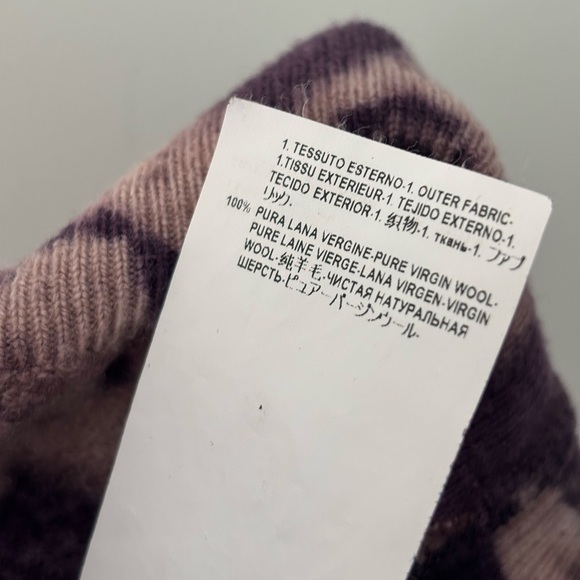 1. TESSUTO ESTERNO-1. OUTER FABRIC-
1.TISSU EXTERIEUR-1. TEJIDO EXTERNO-1.
TECIDO EXTERIOR-1. 织物-1. ткань-1. ファブ
リック.
100% PURA LANA VERGINE-PURE VIRGIN WOOL-
PURE LAINE VIERGE-LANA VIRGEN-VIRGIN
WOOL-纯羊毛-ЧИСТАЯ НАТУРАЛЬНАЯ
ШЕРСТЬ-ピュアーバージンウール-